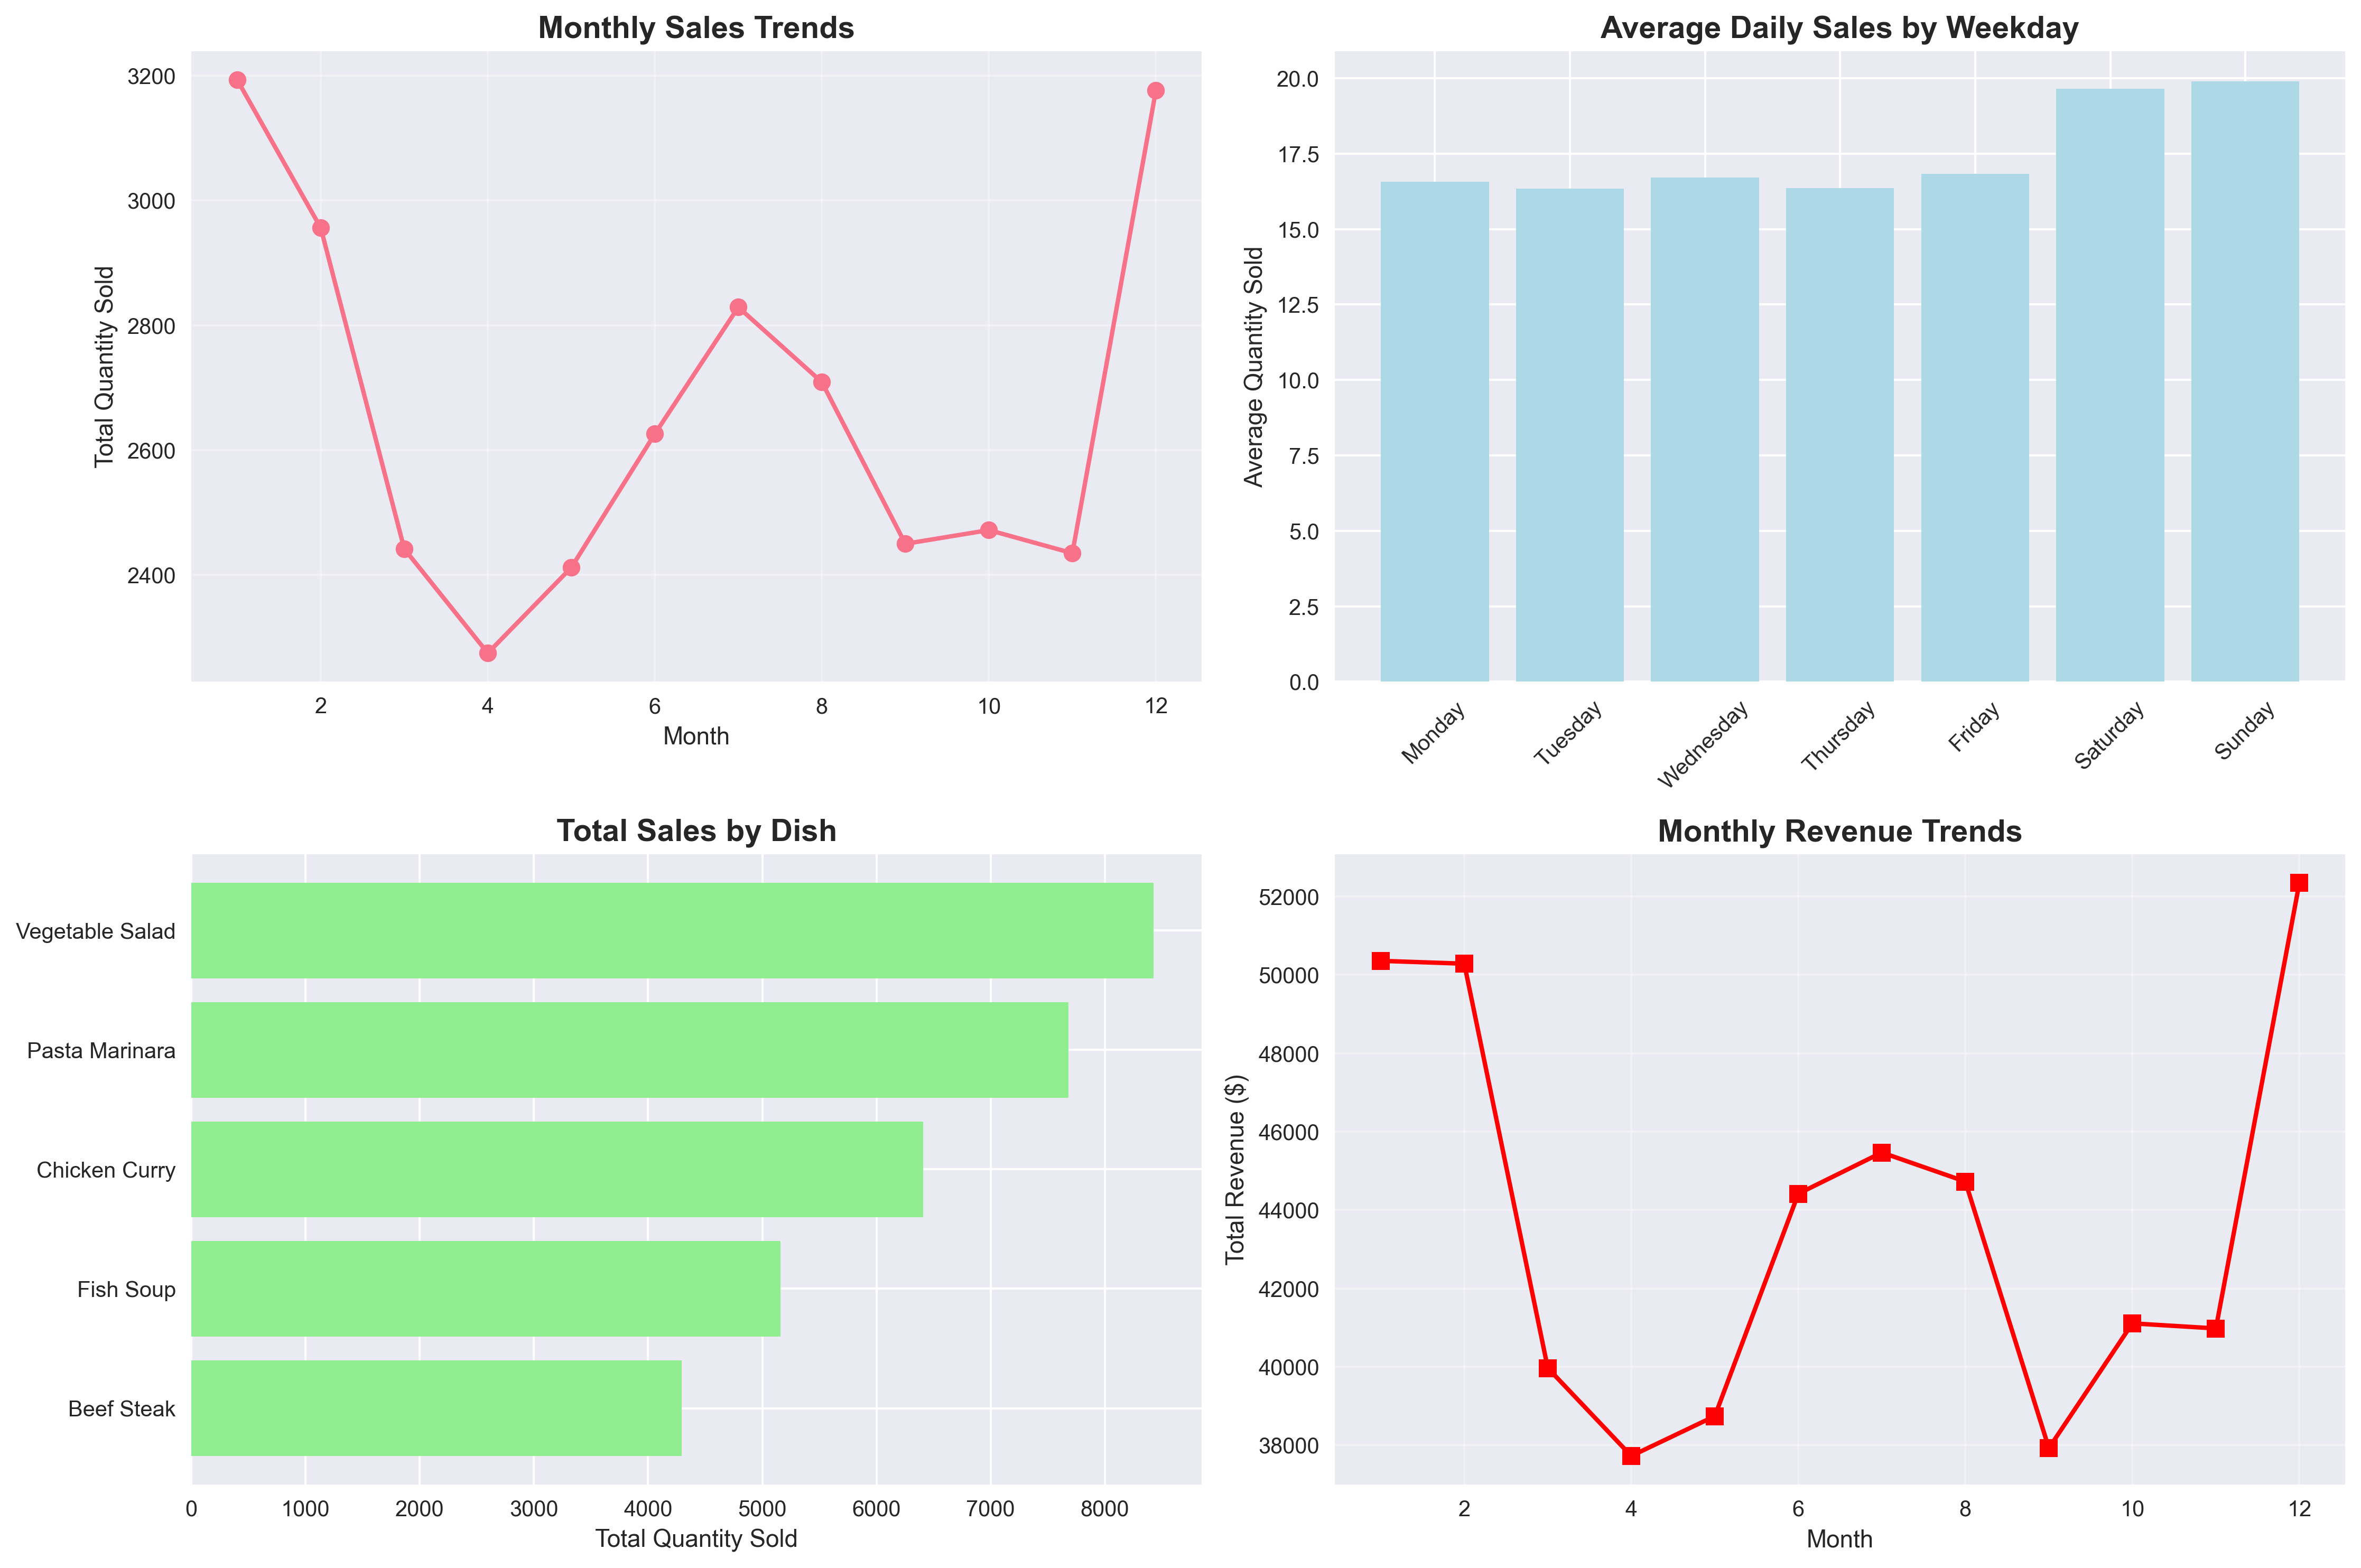 Monthly Sales Trends
Total Quantity Sold
3200
3000
2800
2600
2400
2
4
6
8
10
12
Month
Average Daily Sales by Weekday
Average Quantity Sold
20.0
17.5
15.0
12.5
10.0
7.5
5.0
2.5
0.0
Monday
Tuesday
Wednesday
Thursday
Friday
Saturday
Sunday
Total Sales by Dish
Vegetable Salad
Pasta Marinara
Chicken Curry
Fish Soup
Beef Steak
0
1000
2000
3000
4000
5000
6000
7000
8000
Total Quantity Sold
Monthly Revenue Trends
Total Revenue ($)
52000
50000
48000
46000
44000
42000
40000
38000
2
4
6
8
10
12
Month